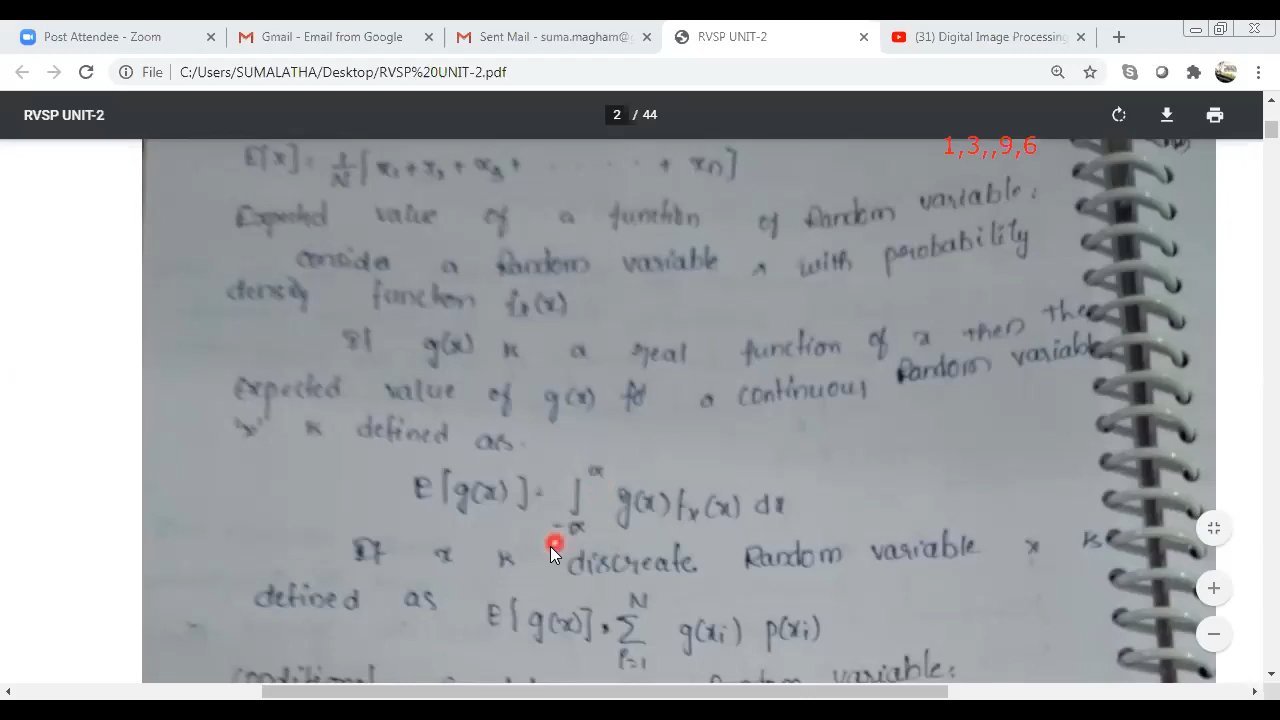 Post Attendee - Zoom
Gmail - Email from Google
Sent Mail - suma.magham@
RVSP UNIT-2
(31) Digital Image Processing
File
C:/Users/SUMALATHA/Desktop/RVSP%20UNIT-2.pdf
RVSP UNIT-2
2 / 44
1,3,,9,6
E[x] = 1/N [x1 + x2 + x3 + . . . . . . + xn]
Expected value of a function of Random variable:
consider a Random variable x with probability
density function fx(x)
If g(x) is a real function of x then the
Expected value of g(x) for a continuous Random variable
'x' is defined as
E[g(x)] = ∫ -α α g(x) fx(x) dx
If x is discreate Random variable x is
defined as
E[g(x)] = Σ i=1 N g(xi) p(xi)
conditional Random variable: